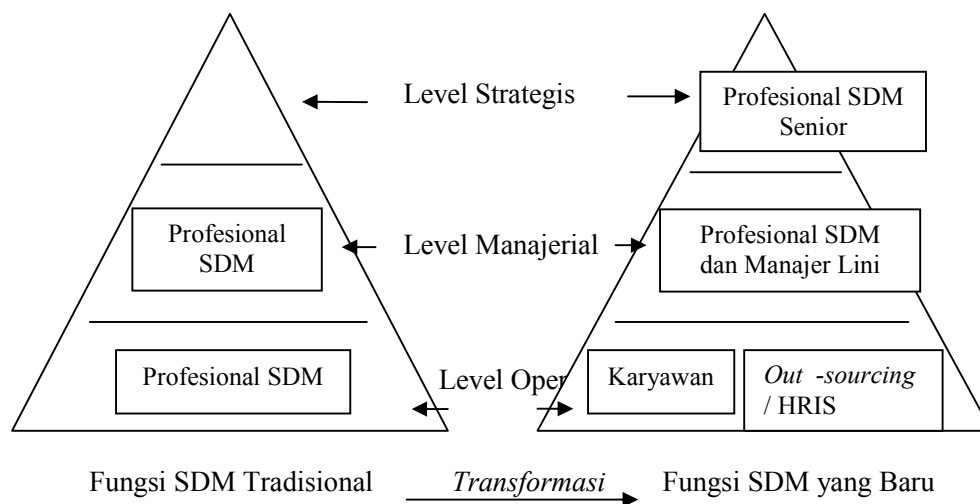 Level Strategis
Profesional SDM
Senior
Profesional
SDM
Level Manajerial
Profesional SDM
dan Manajer Lini
Profesional SDM
Level Oper
Karyawan
Out -sourcing
/ HRIS
Fungsi SDM Tradisional
Transformasi
Fungsi SDM yang Baru